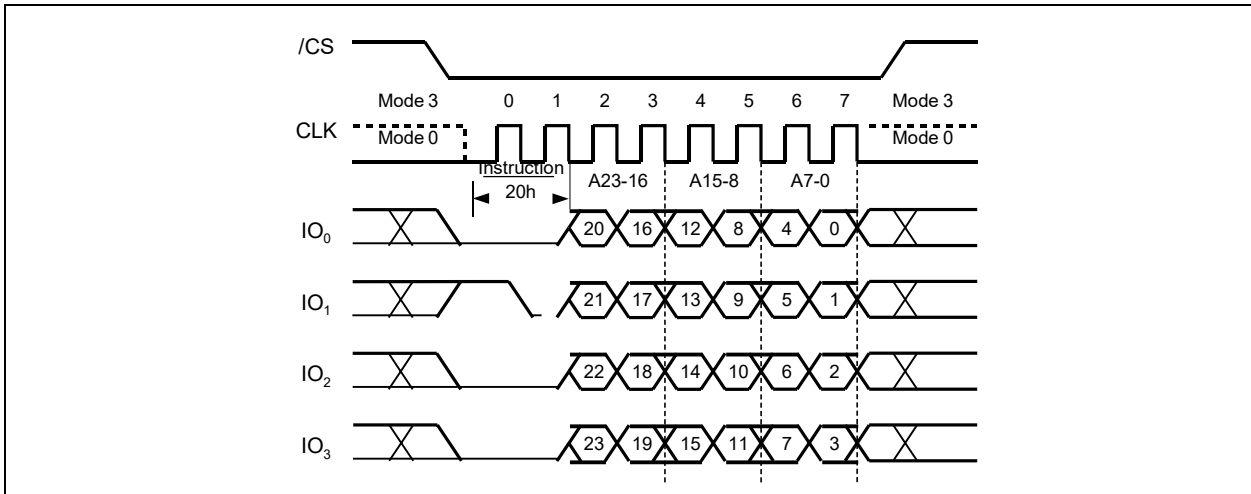 /CS
Mode 3 0 1 2 3 4 5 6 7 Mode 3
CLK Mode 0 Mode 0
Instruction
20h A23-16 A15-8 A7-0
IO0 20 16 12 8 4 0
IO1 21 17 13 9 5 1
IO2 22 18 14 10 6 2
IO3 23 19 15 11 7 3